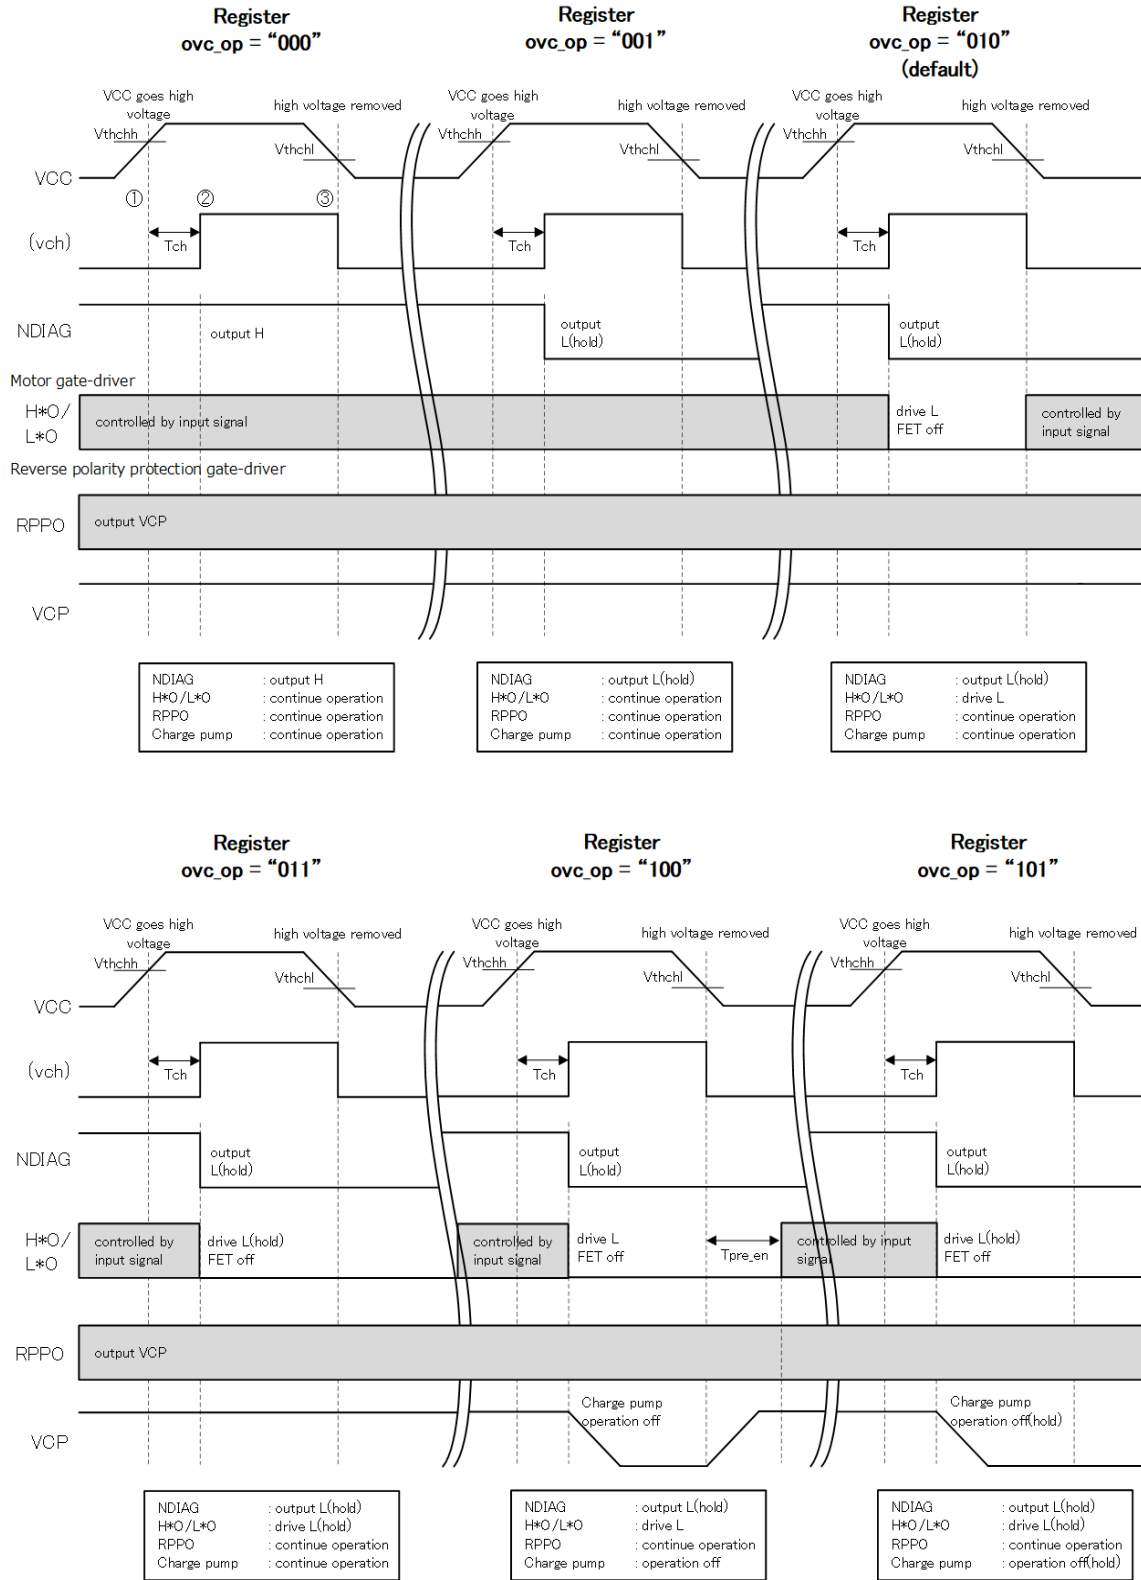 Register
ovc_op = “000”
Register
ovc_op = “001”
Register
ovc_op = “010”
(default)
VCC goes high
voltage
high voltage removed
VCC goes high
voltage
high voltage removed
VCC goes high
voltage
high voltage removed
Vthchh
Vthchl
Vthchh
Vthchl
Vthchh
Vthchl
VCC
① ② ③
(vch)
Tch
Tch
Tch
NDIAG
output H
output
L(hold)
output
L(hold)
Motor gate-driver
H*O/
L*O
controlled by input signal
drive L
FET off
controlled by
input signal
Reverse polarity protection gate-driver
RPPO
output VCP
VCP
NDIAG : output H
H*O/L*O : continue operation
RPPO : continue operation
Charge pump : continue operation
NDIAG : output L(hold)
H*O/L*O : continue operation
RPPO : continue operation
Charge pump : continue operation
NDIAG : output L(hold)
H*O/L*O : drive L
RPPO : continue operation
Charge pump : continue operation
Register
ovc_op = “011”
Register
ovc_op = “100”
Register
ovc_op = “101”
VCC goes high
voltage
high voltage removed
VCC goes high
voltage
high voltage removed
VCC goes high
voltage
high voltage removed
Vthchh
Vthchl
Vthchh
Vthchl
Vthchh
Vthchl
VCC
(vch)
Tch
Tch
Tch
NDIAG
output
L(hold)
output
L(hold)
output
L(hold)
H*O/
L*O
controlled by
input signal
drive L(hold)
FET off
controlled by
input signal
drive L
FET off
Tpre_en
controlled by input
signal
drive L(hold)
FET off
RPPO
output VCP
VCP
Charge pump
operation off
Charge pump
operation off(hold)
NDIAG : output L(hold)
H*O/L*O : drive L(hold)
RPPO : continue operation
Charge pump : continue operation
NDIAG : output L(hold)
H*O/L*O : drive L
RPPO : continue operation
Charge pump : operation off
NDIAG : output L(hold)
H*O/L*O : drive L(hold)
RPPO : continue operation
Charge pump : operation off(hold)